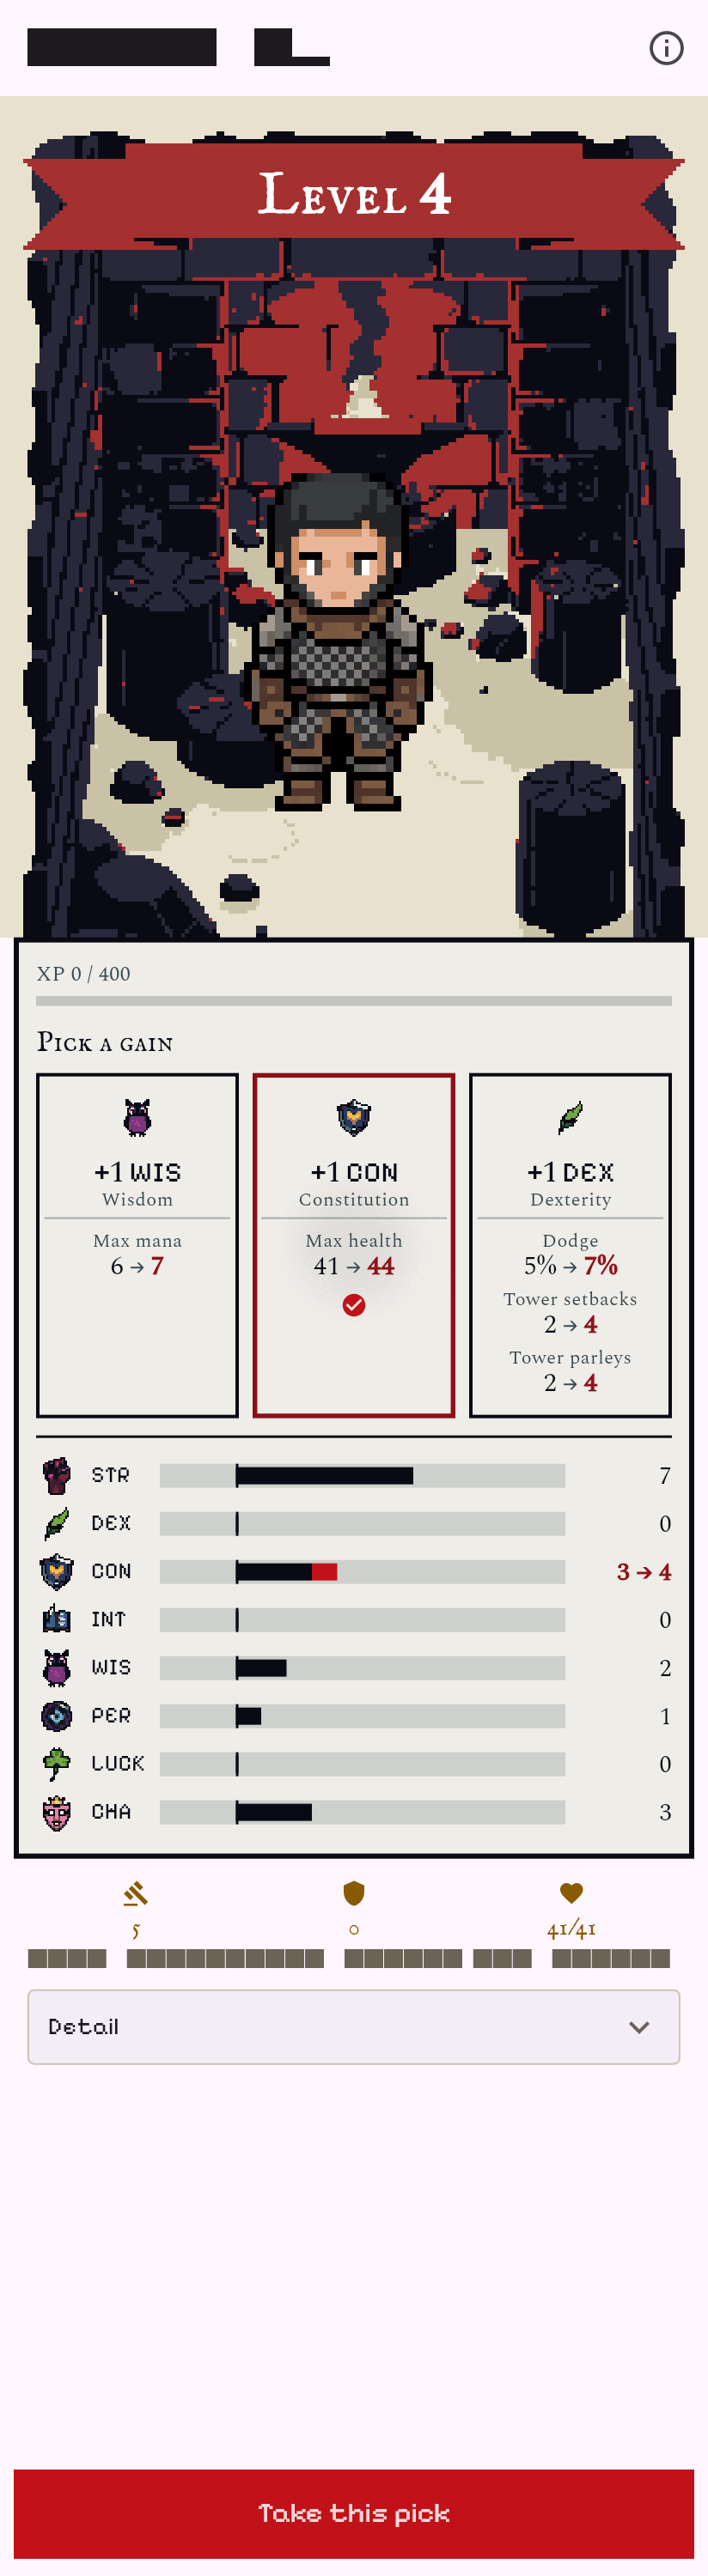 Level 4
XP 0 / 400
Pick a gain
+1 WIS
Wisdom
Max mana
6 → 7
+1 CON
Constitution
Max health
41 → 44
+1 DEX
Dexterity
Dodge
5% → 7%
Tower setbacks
2 → 4
Tower parleys
2 → 4
STR 7
DEX 0
CON 3 → 4
INT 0
WIS 2
PER 1
LUCK 0
CHA 3
5 0 41/41
Detail
Take this pick